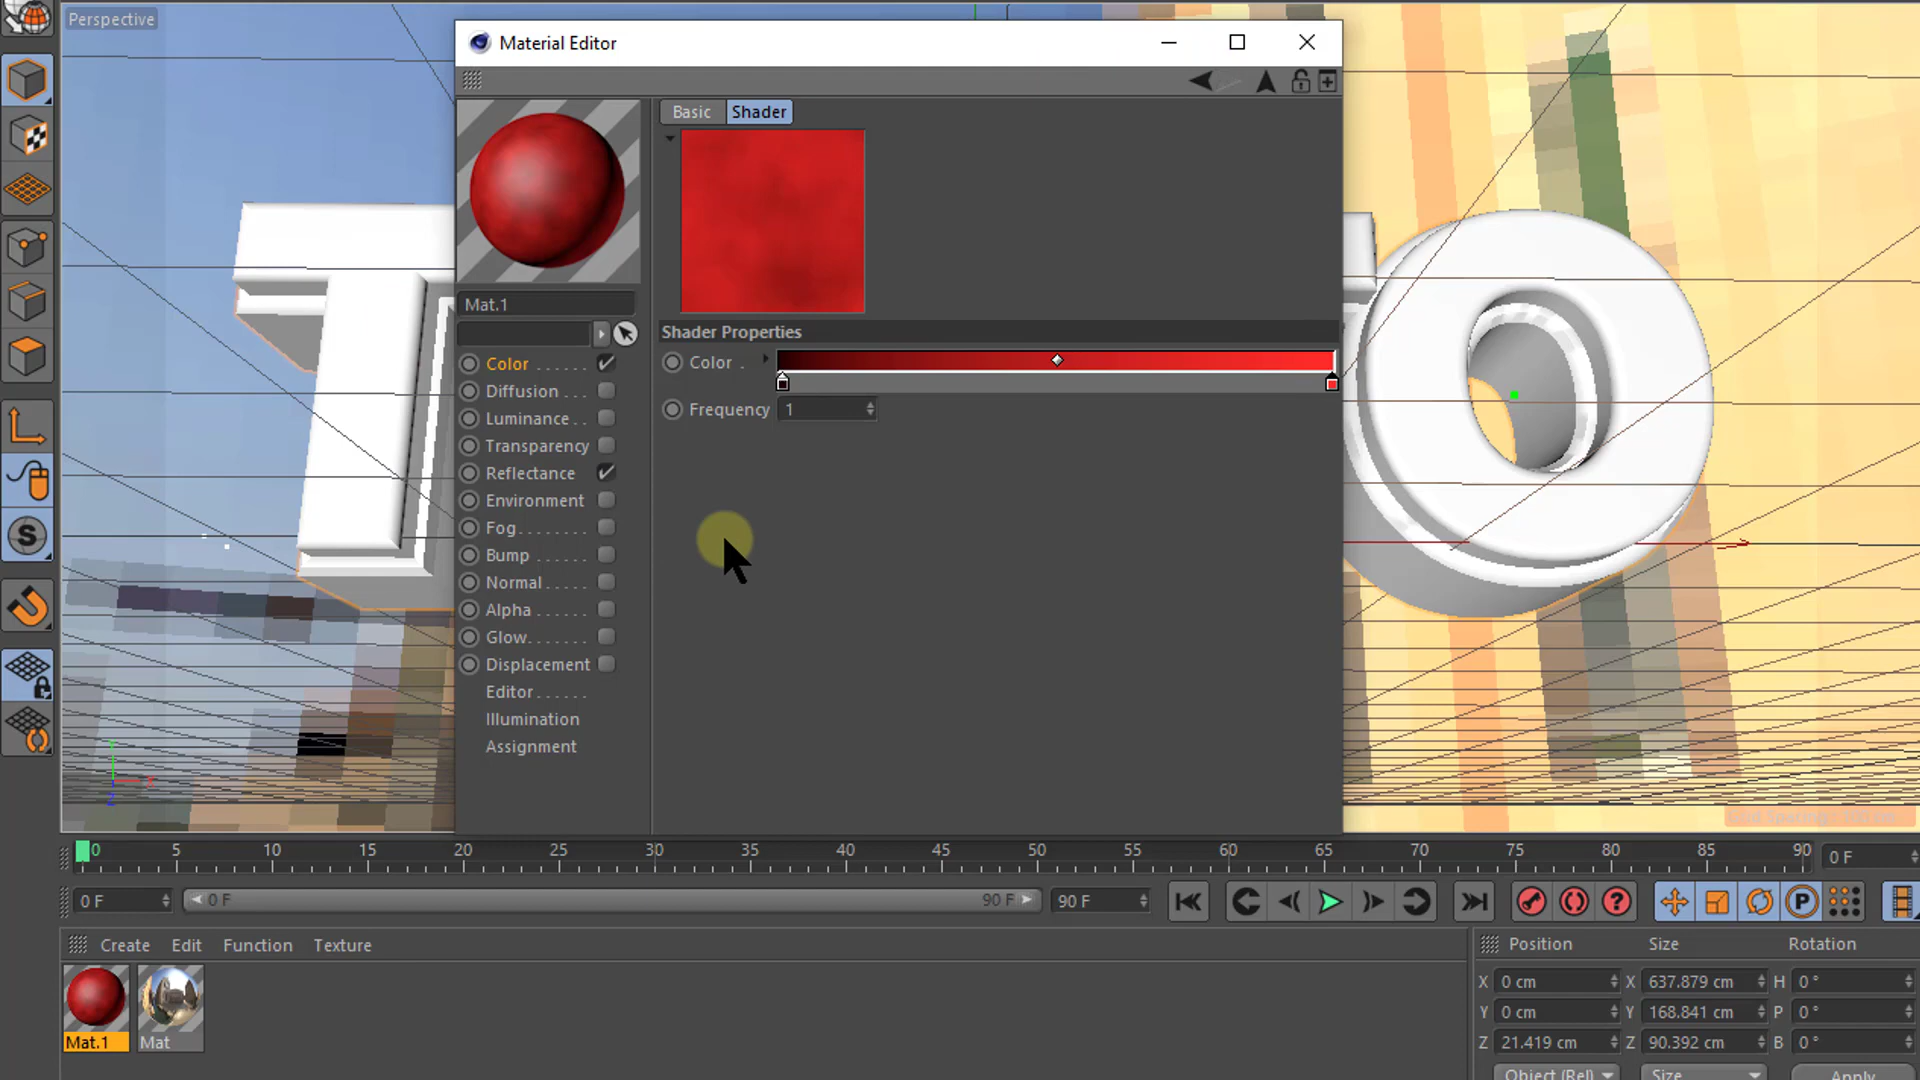 Perspective
Material Editor
Basic Shader
Mat.1
Shader Properties
Color . . . . . .
Color .
Diffusion . . .
Frequency 1
Luminance . .
Transparency
Reflectance
Environment
Fog. . . . . . . .
Bump . . . . . .
Normal . . . . .
Alpha . . . . . .
Glow. . . . . . .
Displacement
Editor . . . . . .
Illumination
Assignment
0 5 10 15 20 25 30 35 40 45 50 55 60 65 70 75 80 85 90 0 F
0 F 0 F 90 F 90 F
Create Edit Function Texture
Position Size Rotation
X 0 cm X 637.879 cm H 0 °
Y 0 cm Y 168.841 cm P 0 °
Z 21.419 cm Z 90.392 cm B 0 °
Mat.1 Mat
Object (Rel) Size Apply